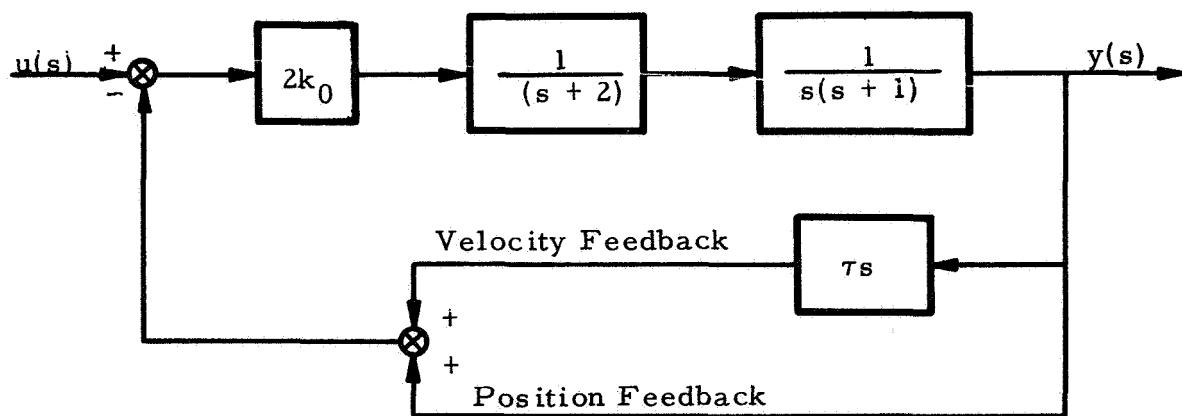 u(s)
+
−
2k₀
1
(s + 2)
1
s(s + 1)
y(s)
Velocity Feedback
τs
+
+
Position Feedback